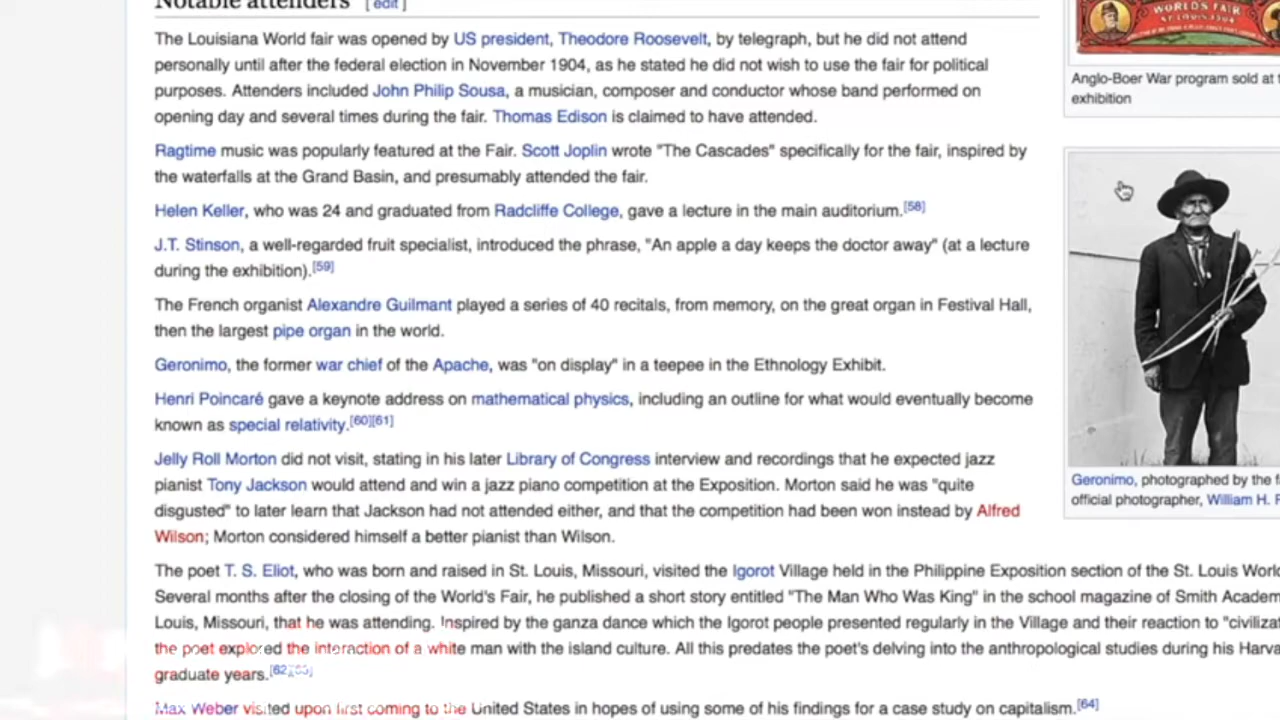 Notable attenders [ edit ]
The Louisiana World fair was opened by US president, Theodore Roosevelt, by telegraph, but he did not attend
personally until after the federal election in November 1904, as he stated he did not wish to use the fair for political
purposes. Attenders included John Philip Sousa, a musician, composer and conductor whose band performed on
opening day and several times during the fair. Thomas Edison is claimed to have attended.
Ragtime music was popularly featured at the Fair. Scott Joplin wrote "The Cascades" specifically for the fair, inspired by
the waterfalls at the Grand Basin, and presumably attended the fair.
Helen Keller, who was 24 and graduated from Radcliffe College, gave a lecture in the main auditorium.[58]
J.T. Stinson, a well-regarded fruit specialist, introduced the phrase, "An apple a day keeps the doctor away" (at a lecture
during the exhibition).[59]
The French organist Alexandre Guilmant played a series of 40 recitals, from memory, on the great organ in Festival Hall,
then the largest pipe organ in the world.
Geronimo, the former war chief of the Apache, was "on display" in a teepee in the Ethnology Exhibit.
Henri Poincaré gave a keynote address on mathematical physics, including an outline for what would eventually become
known as special relativity.[60][61]
Jelly Roll Morton did not visit, stating in his later Library of Congress interview and recordings that he expected jazz
pianist Tony Jackson would attend and win a jazz piano competition at the Exposition. Morton said he was "quite
disgusted" to later learn that Jackson had not attended either, and that the competition had been won instead by Alfred
Wilson; Morton considered himself a better pianist than Wilson.
The poet T. S. Eliot, who was born and raised in St. Louis, Missouri, visited the Igorot Village held in the Philippine Exposition section of the St. Louis World
Several months after the closing of the World's Fair, he published a short story entitled "The Man Who Was King" in the school magazine of Smith Academ
Louis, Missouri, that he was attending. Inspired by the ganza dance which the Igorot people presented regularly in the Village and their reaction to "civilizat
the poet explored the interaction of a white man with the island culture. All this predates the poet's delving into the anthropological studies during his Harva
graduate years.
Max Weber visited upon first coming to the United States in hopes of using some of his findings for a case study on capitalism.[64]
WORLD'S FAIR
ST. LOUIS 1904
Anglo-Boer War program sold at t
exhibition
Geronimo, photographed by the f
official photographer, William H. R